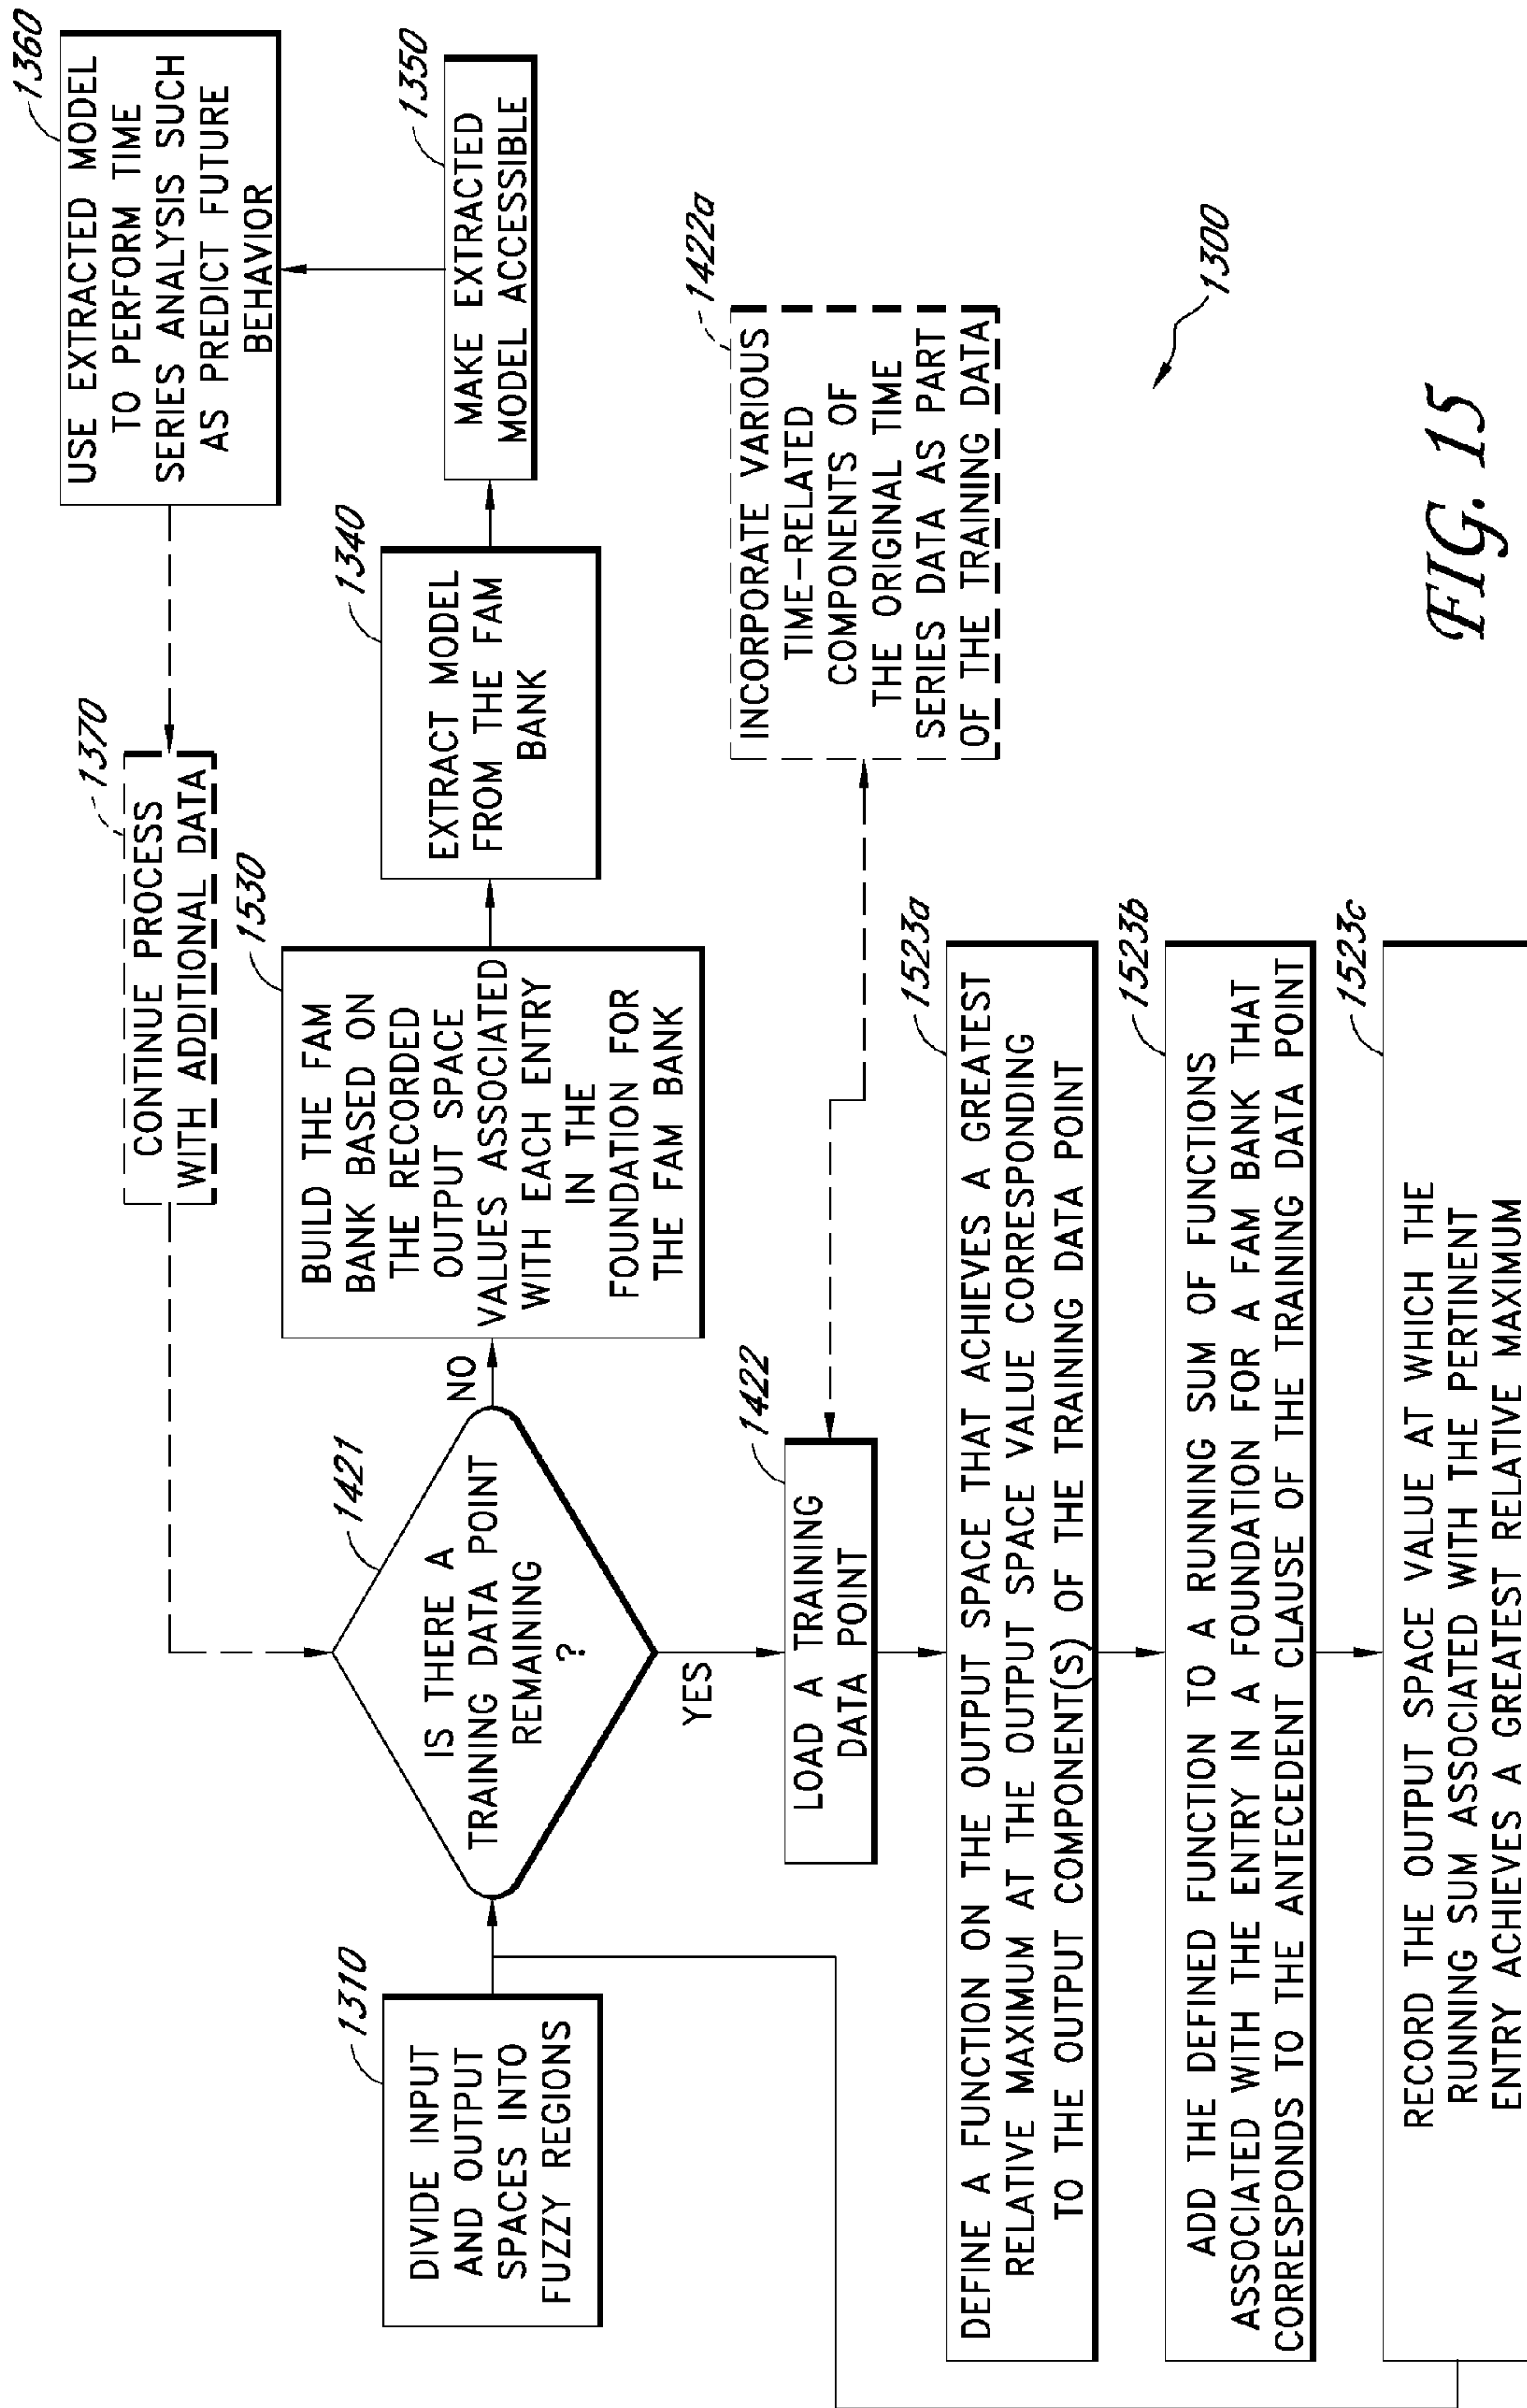 1310
DIVIDE INPUT
AND OUTPUT
SPACES INTO
FUZZY REGIONS
1421
IS THERE A
TRAINING DATA POINT
REMAINING
?
NO
YES
1530
BUILD THE FAM
BANK BASED ON
THE RECORDED
OUTPUT SPACE
VALUES ASSOCIATED
WITH EACH ENTRY
IN THE
FOUNDATION FOR
THE FAM BANK
1340
EXTRACT MODEL
FROM THE FAM
BANK
1350
MAKE EXTRACTED
MODEL ACCESSIBLE
1360
USE EXTRACTED MODEL
TO PERFORM TIME
SERIES ANALYSIS SUCH
AS PREDICT FUTURE
BEHAVIOR
1370
CONTINUE PROCESS
WITH ADDITIONAL DATA
1422
LOAD A TRAINING
DATA POINT
1422a
INCORPORATE VARIOUS
TIME-RELATED
COMPONENTS OF
THE ORIGINAL TIME
SERIES DATA AS PART
OF THE TRAINING DATA
1523a
DEFINE A FUNCTION ON THE OUTPUT SPACE THAT ACHIEVES A GREATEST
RELATIVE MAXIMUM AT THE OUTPUT SPACE VALUE CORRESPONDING
TO THE OUTPUT COMPONENT(S) OF THE TRAINING DATA POINT
1523b
ADD THE DEFINED FUNCTION TO A RUNNING SUM OF FUNCTIONS
ASSOCIATED WITH THE ENTRY IN A FOUNDATION FOR A FAM BANK THAT
CORRESPONDS TO THE ANTECEDENT CLAUSE OF THE TRAINING DATA POINT
1523c
RECORD THE OUTPUT SPACE VALUE AT WHICH THE
RUNNING SUM ASSOCIATED WITH THE PERTINENT
ENTRY ACHIEVES A GREATEST RELATIVE MAXIMUM
1300
FIG. 15